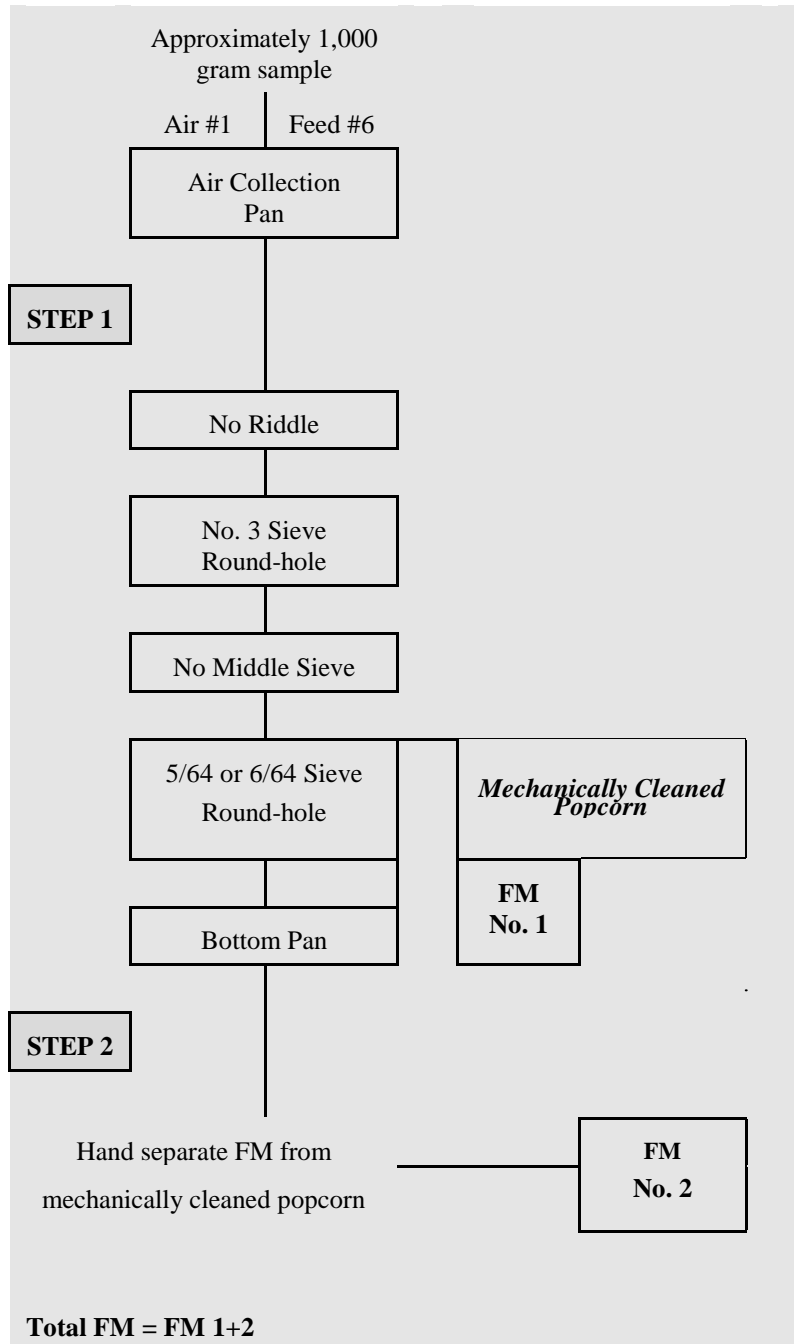 Approximately 1,000
gram sample
Air #1 Feed #6
Air Collection
Pan
STEP 1
No Riddle
No. 3 Sieve
Round-hole
No Middle Sieve
5/64 or 6/64 Sieve
Round-hole
Mechanically Cleaned
Popcorn
FM
No. 1
Bottom Pan
STEP 2
Hand separate FM from
mechanically cleaned popcorn
FM
No. 2
Total FM = FM 1+2